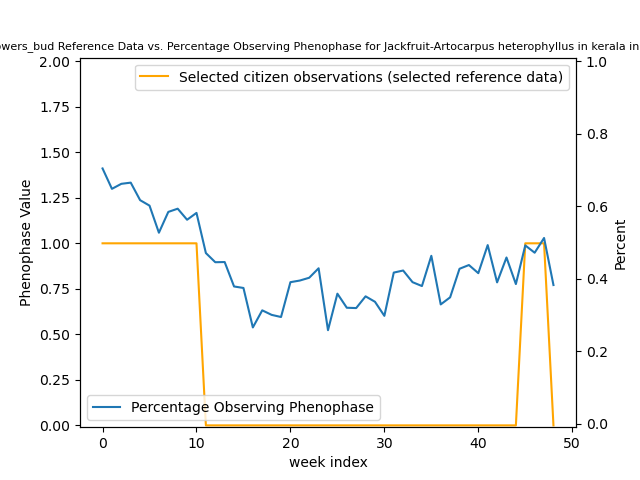 Reference Data vs. Percentage Observing Phenophase for Jackfruit-Artocarpus heterophyllus in kerala in
Selected citizen observations (selected reference data)
2.00
1.75
1.50
1.25
1.00
0.75
0.50
0.25
0.00
Phenophase Value
1.0
0.8
0.6
0.4
0.2
0.0
Percent
Percentage Observing Phenophase
0 10 20 30 40 50
week index